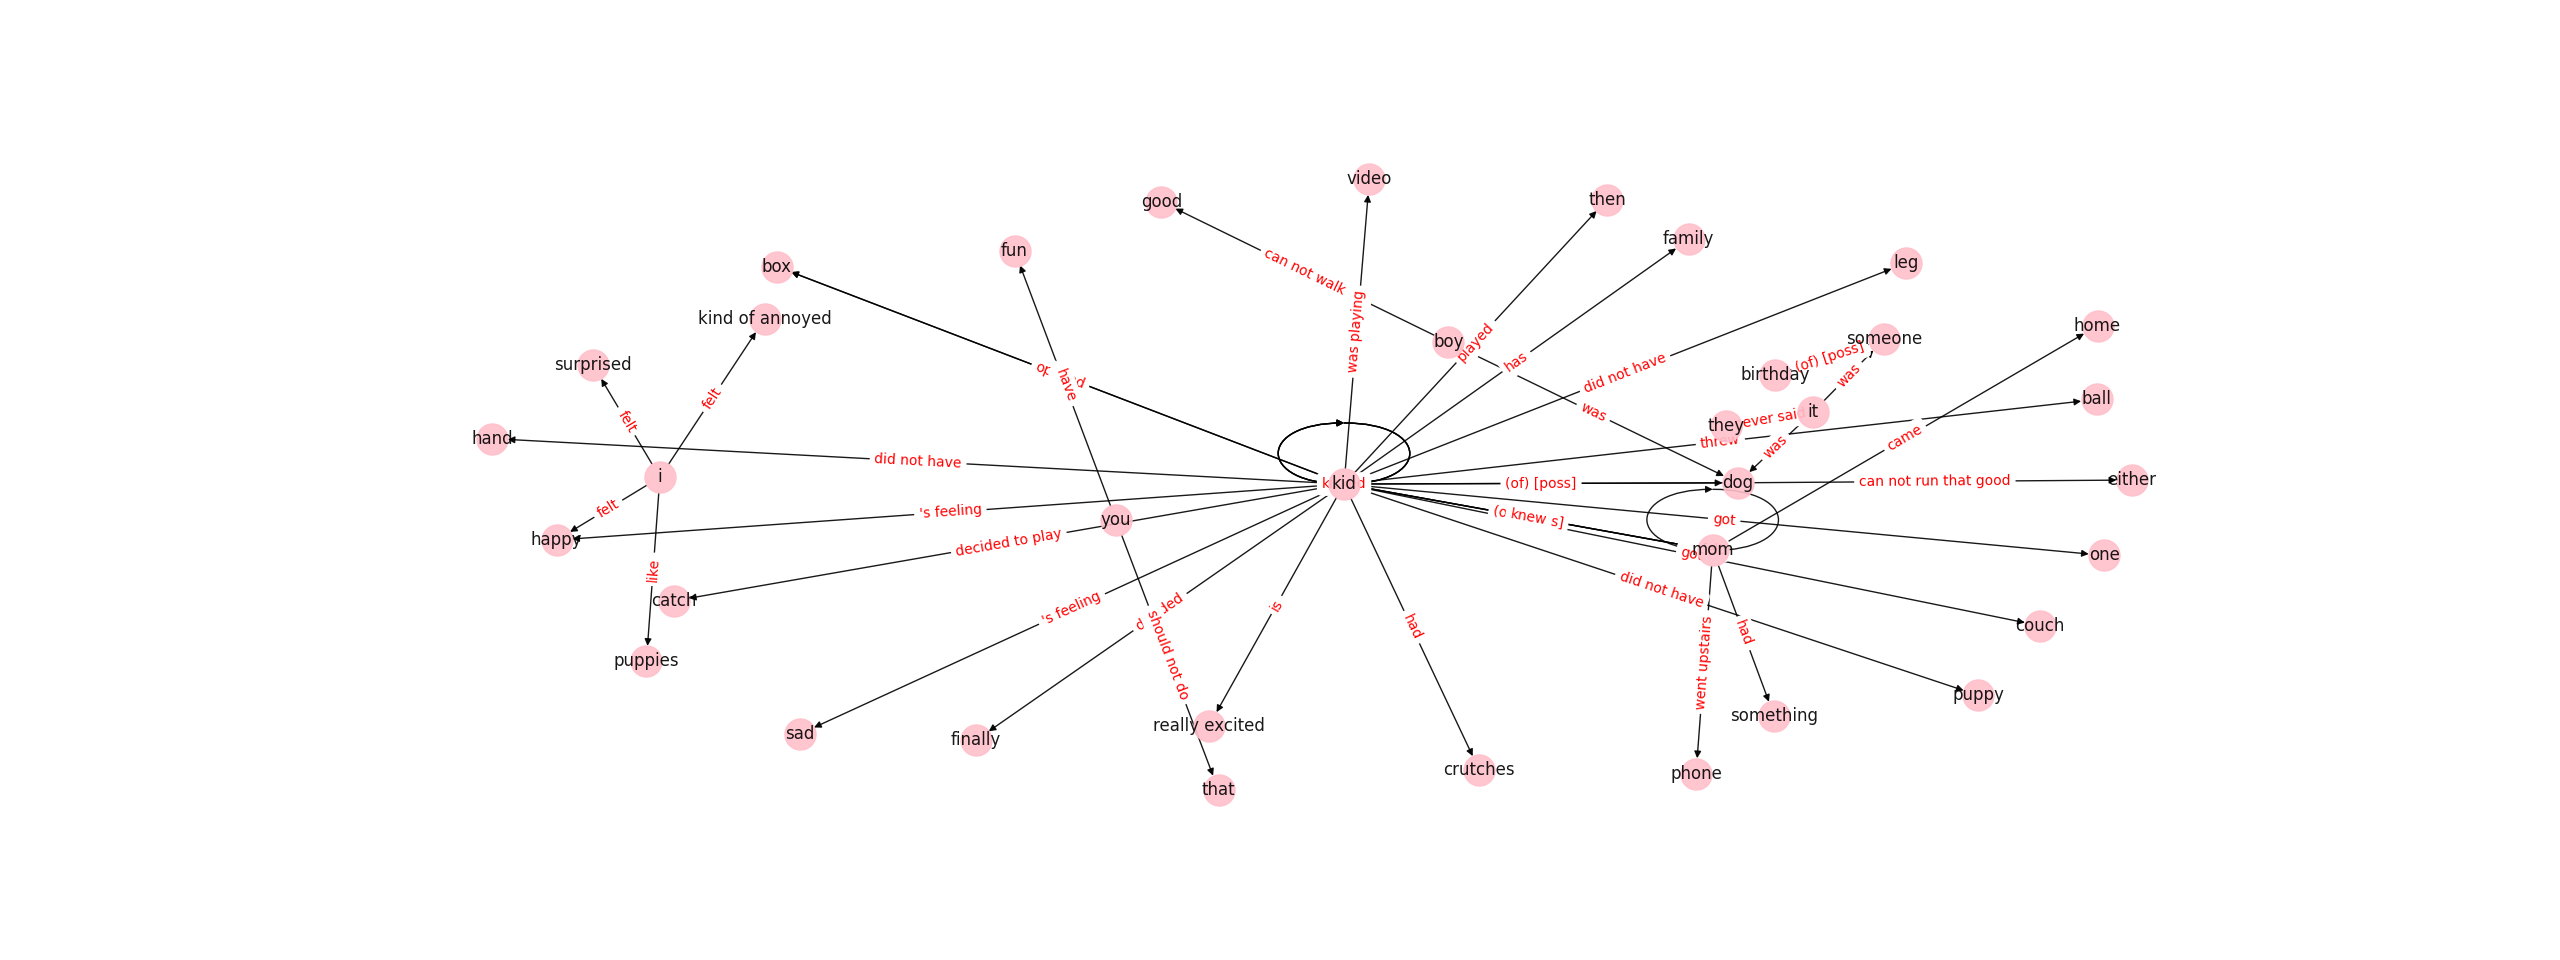 video
good
then
family
fun
leg
box
can not walk
kind of annoyed
was playing
home
boy
someone
played
(of) [poss]
surprised
has
birthday
was
did not have
have
felt
ball
was
it
felt
they
ever said
hand
threw
came
was
did not have
i
kid
(of) [poss]
dog
can not run that good
either
felt
's feeling
knew
you
got
happy
decided to play
mom
one
like
did not have
catch
's feeling
is
had
couch
had
should not do
went upstairs
puppies
puppy
something
really excited
sad
finally
crutches
phone
that